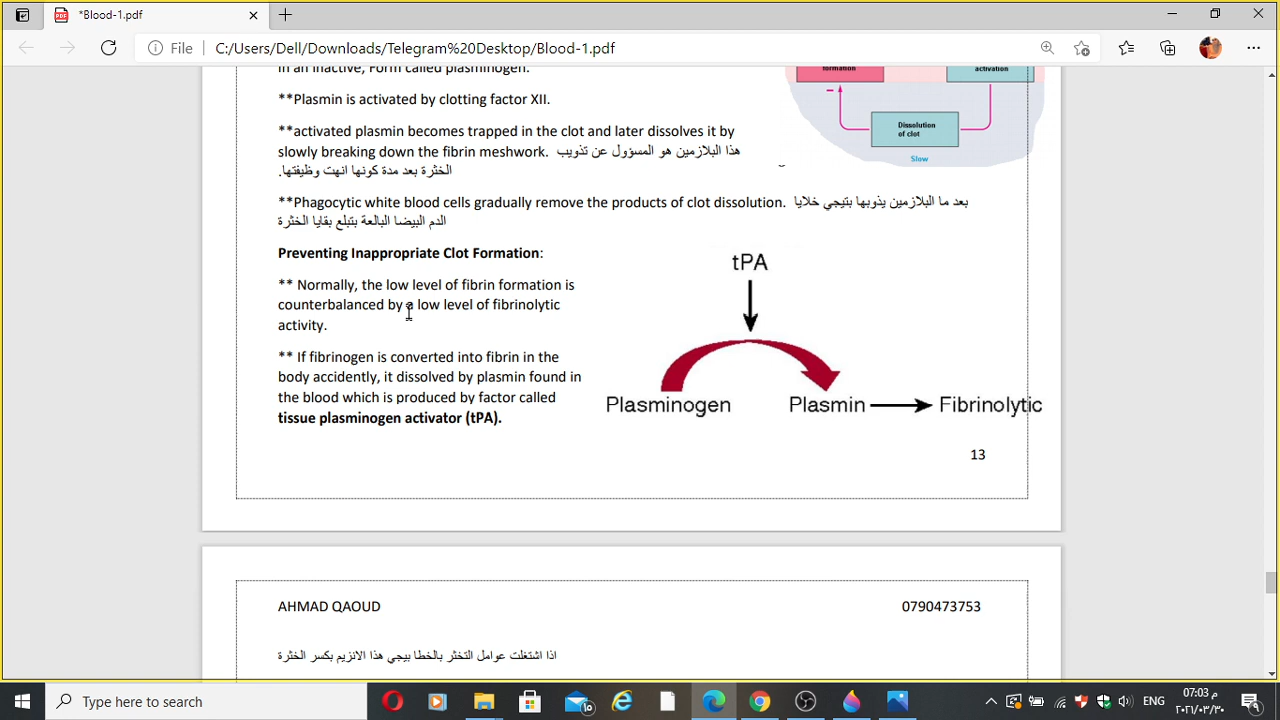 *Blood-1.pdf
File
C:/Users/Dell/Downloads/Telegram%20Desktop/Blood-1.pdf
in an inactive, Form called plasminogen.
formation
activation
**Plasmin is activated by clotting factor XII.
Dissolution
of clot
Slow
**activated plasmin becomes trapped in the clot and later dissolves it by
slowly breaking down the fibrin meshwork. هذا البلازمين هو المسؤول عن تذويب
الخثرة بعد مدة كونها انهت وظيفتها.
**Phagocytic white blood cells gradually remove the products of clot dissolution. بعد ما البلازمين يذوبها بتيجي خلايا
الدم البيضا البالعة بتبلع بقايا الخثرة
Preventing Inappropriate Clot Formation:
** Normally, the low level of fibrin formation is
counterbalanced by a low level of fibrinolytic
activity.
** If fibrinogen is converted into fibrin in the
body accidently, it dissolved by plasmin found in
the blood which is produced by factor called
tissue plasminogen activator (tPA).
tPA
Plasminogen
Plasmin
Fibrinolytic
13
AHMAD QAOUD
0790473753
اذا اشتغلت عوامل التخثر بالخطا بيجي هذا الانزيم بكسر الخثرة
Type here to search
ENG
07:03 م
٢٠٢١/٠٣/٣٠